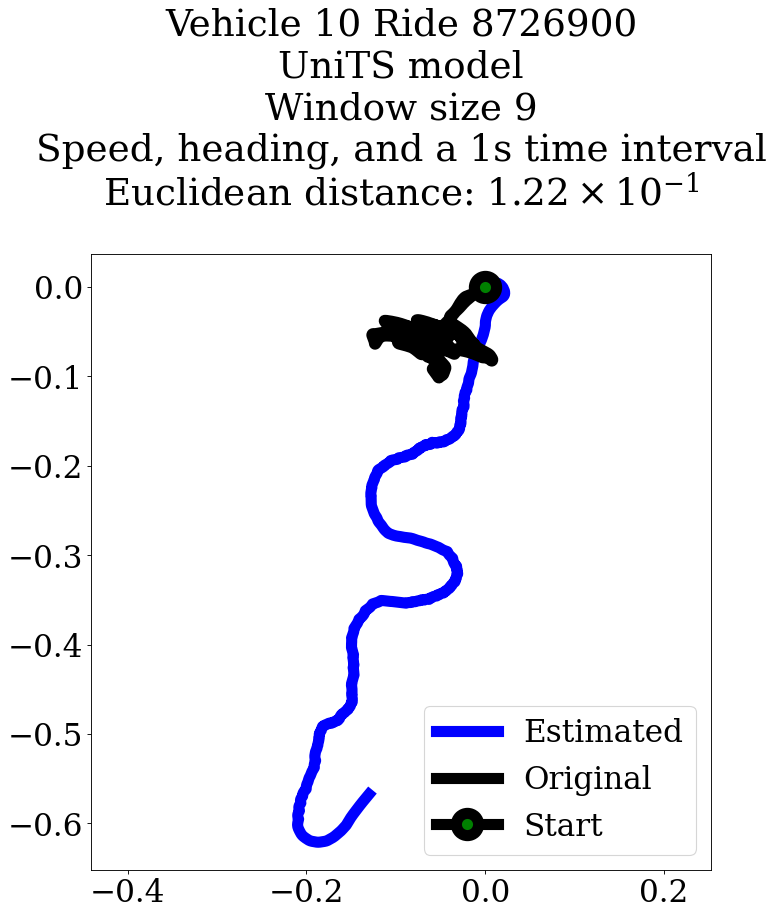 Vehicle 10 Ride 8726900
UniTS model
Window size 9
Speed, heading, and a 1s time interval
Euclidean distance: 1.22 × 10⁻¹
0.0
−0.1
−0.2
−0.3
−0.4
−0.5
−0.6
Estimated
Original
Start
−0.4 −0.2 0.0 0.2